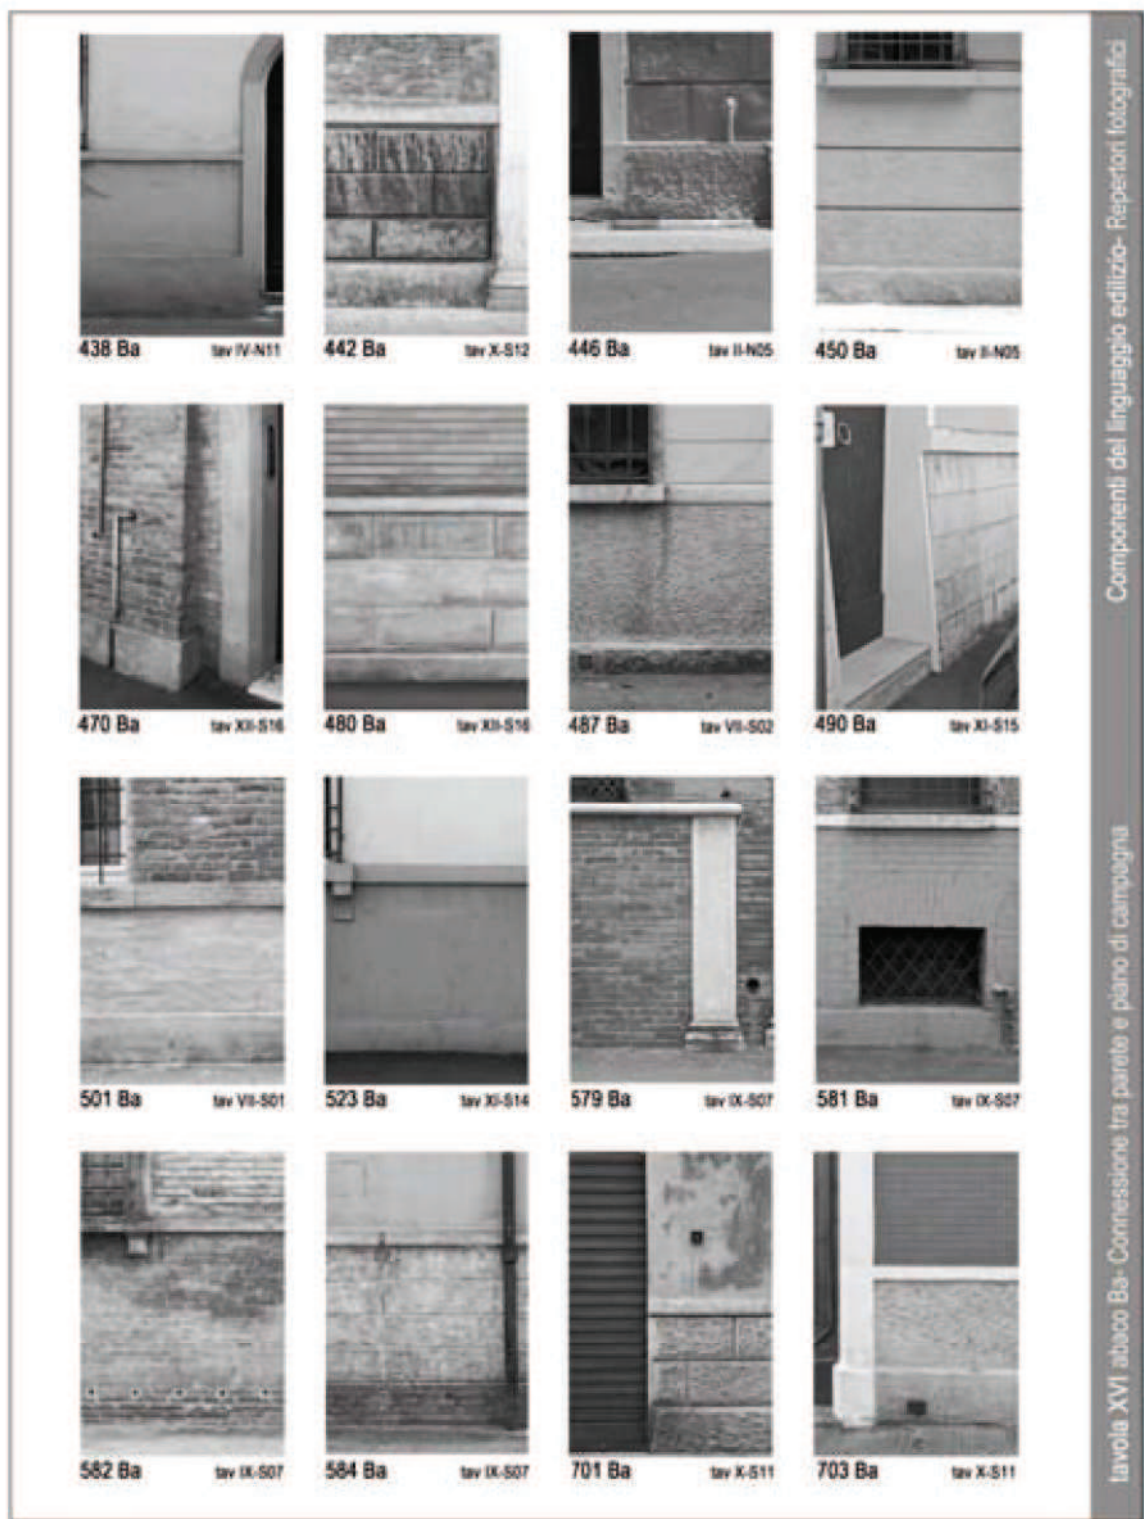 438 Ba tav IV-N11
442 Ba tav X-S12
446 Ba tav II-N05
450 Ba tav II-N05
470 Ba tav XII-S16
480 Ba tav XII-S16
487 Ba tav VII-S02
490 Ba tav XI-S15
501 Ba tav VII-S01
523 Ba tav XI-S14
579 Ba tav IX-S07
581 Ba tav IX-S07
582 Ba tav IX-S07
584 Ba tav IX-S07
701 Ba tav X-S11
703 Ba tav X-S11
tavola XVI abaco Ba- Connessione tra parete e piano di campagna
Componenti del linguaggio edilizio- Repertori fotografici